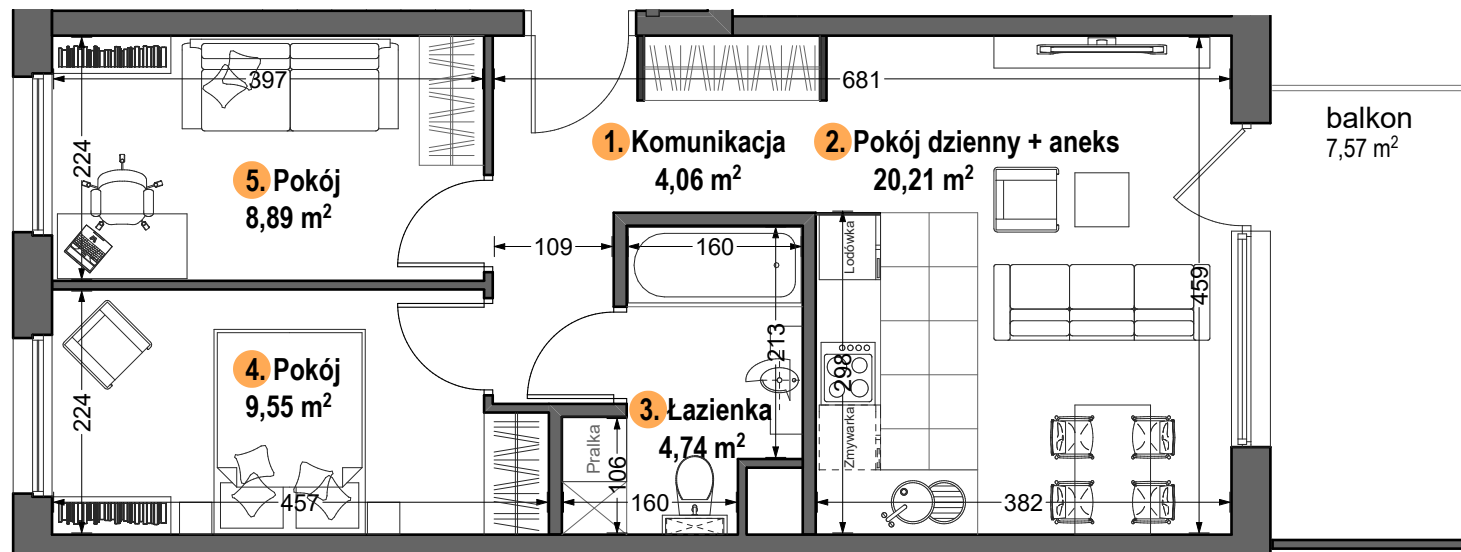 397
681
balkon
7,57 m²
1. Komunikacja
4,06 m²
2. Pokój dzienny + aneks
20,21 m²
224
5. Pokój
8,89 m²
109
160
Lodówka
459
213
298
4. Pokój
9,55 m²
224
3. Łazienka
4,74 m²
Pralka
106
Zmywarka
457
160
382